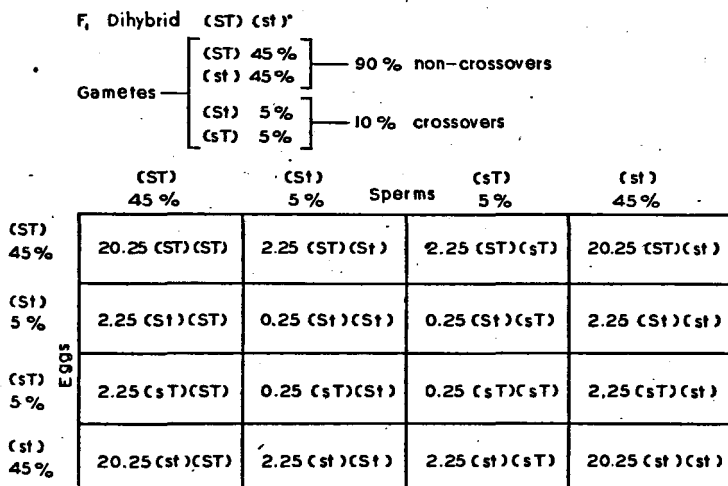 F₁ Dihybrid (ST) (st)
Gametes
(ST) 45%
(st) 45%
90% non-crossovers
(St) 5%
(sT) 5%
10% crossovers
(ST) (St) (sT) (st)
45% 5% Sperms 5% 45%
Eggs
(ST) 45% 20.25 (ST)(ST) 2.25 (ST)(St) 2.25 (ST)(sT) 20.25 (ST)(st)
(St) 5% 2.25 (St)(ST) 0.25 (St)(St) 0.25 (St)(sT) 2.25 (St)(st)
(sT) 5% 2.25 (sT)(ST) 0.25 (sT)(St) 0.25 (sT)(sT) 2,25 (sT)(st)
(st) 45% 20.25 (st)(ST) 2.25 (st)(St) 2.25 (st)(sT) 20.25 (st)(st)